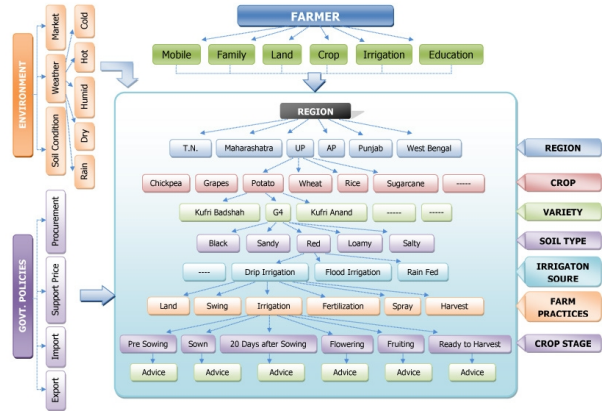 FARMER
Mobile Family Land Crop Irrigation Education
ENVIRONMENT
Market
Weather
Soil Condition
Cold
Hot
Humid
Dry
Rain
GOVT. POLICIES
Procurement
Support Price
Import
Export
REGION
T.N. Maharashatra UP AP Punjab West Bengal
REGION
Chickpea Grapes Potato Wheat Rice Sugarcane -----
CROP
Kufri Badshah G4 Kufri Anand ----- -----
VARIETY
Black Sandy Red Loamy Salty
SOIL TYPE
---- Drip Irrigation Flood Irrigation Rain Fed
IRRIGATON
SOURE
Land Swing Irrigation Fertilization Spray Harvest
FARM
PRACTICES
Pre Sowing Sown 20 Days after Sowing Flowering Fruiting Ready to Harvest
CROP STAGE
Advice Advice Advice Advice Advice Advice